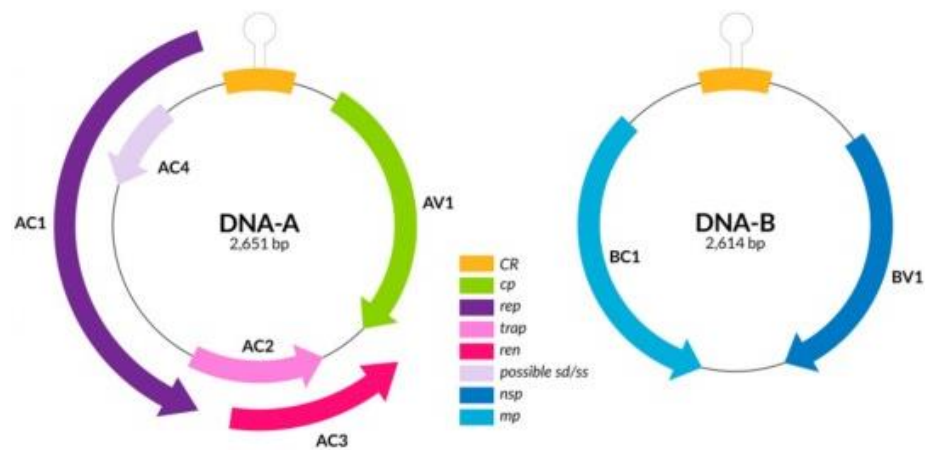 AC4
AC1
AV1
DNA-A
2,651 bp
AC2
AC3
CR
cp
rep
trap
ren
possible sd/ss
nsp
mp
DNA-B
2,614 bp
BC1
BV1